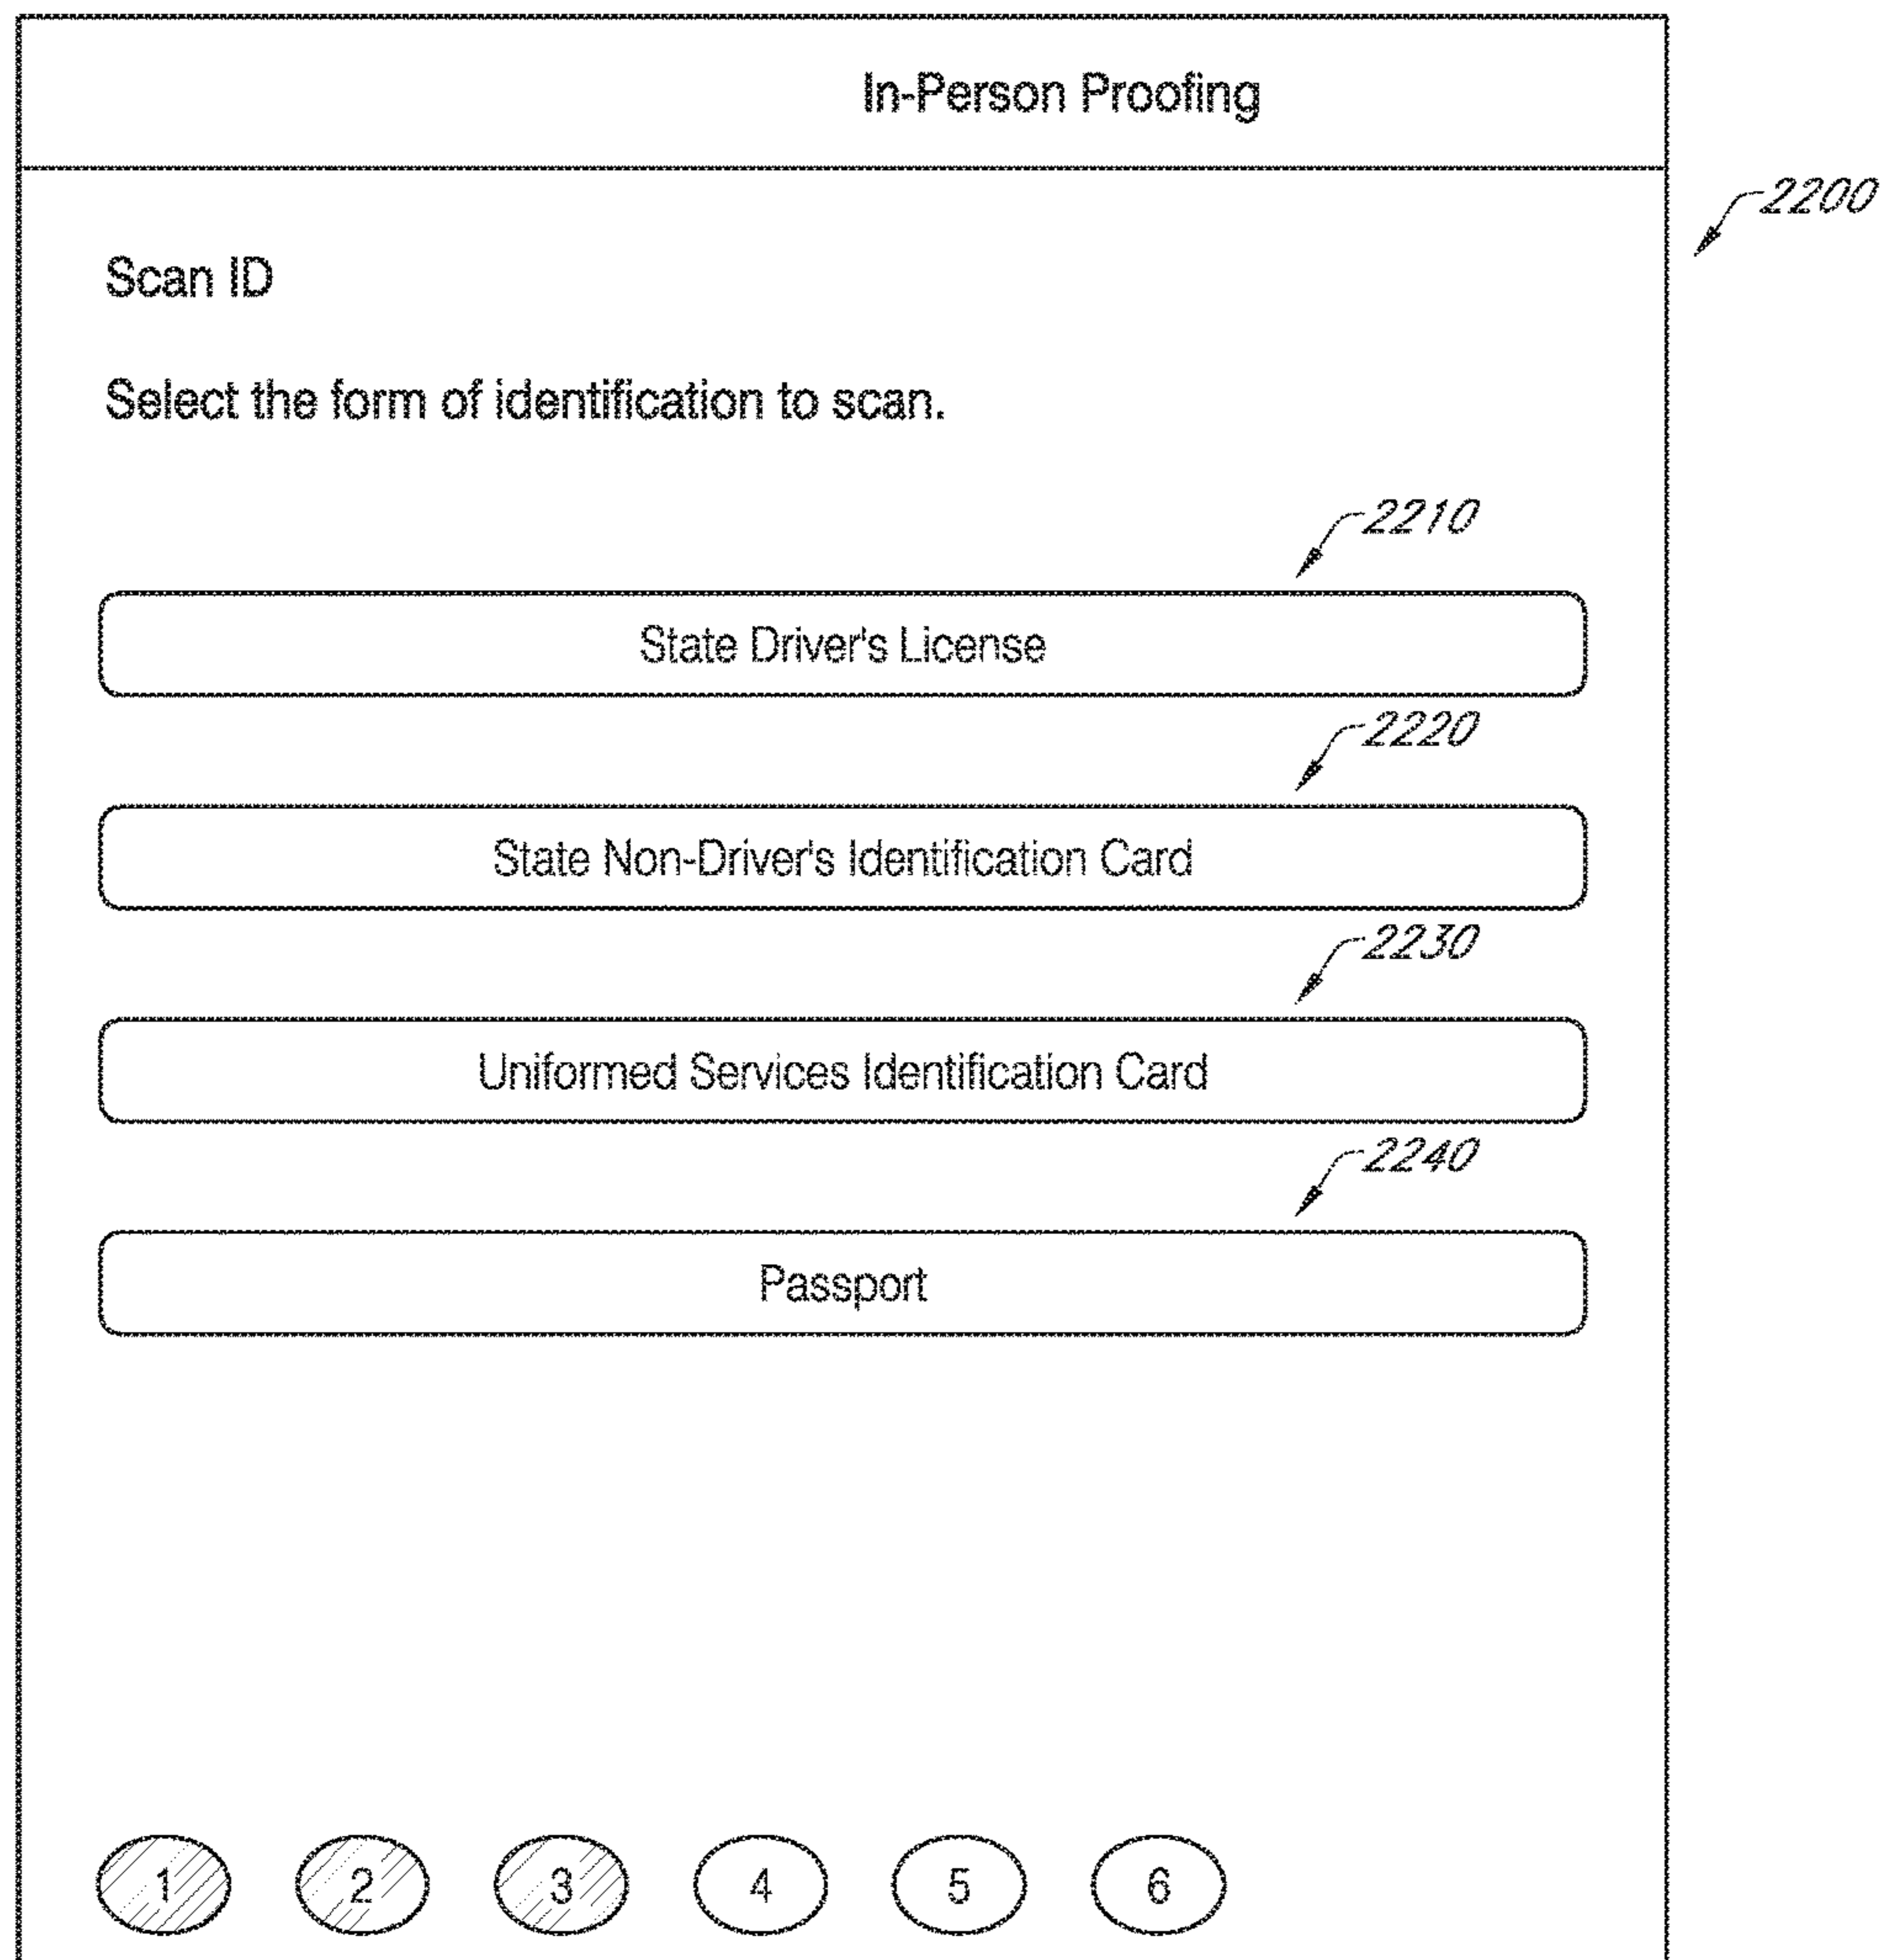 In-Person Proofing
2200
Scan ID
Select the form of identification to scan.
2210
State Driver's License
2220
State Non-Driver's Identification Card
2230
Uniformed Services Identification Card
2240
Passport
1 2 3 4 5 6